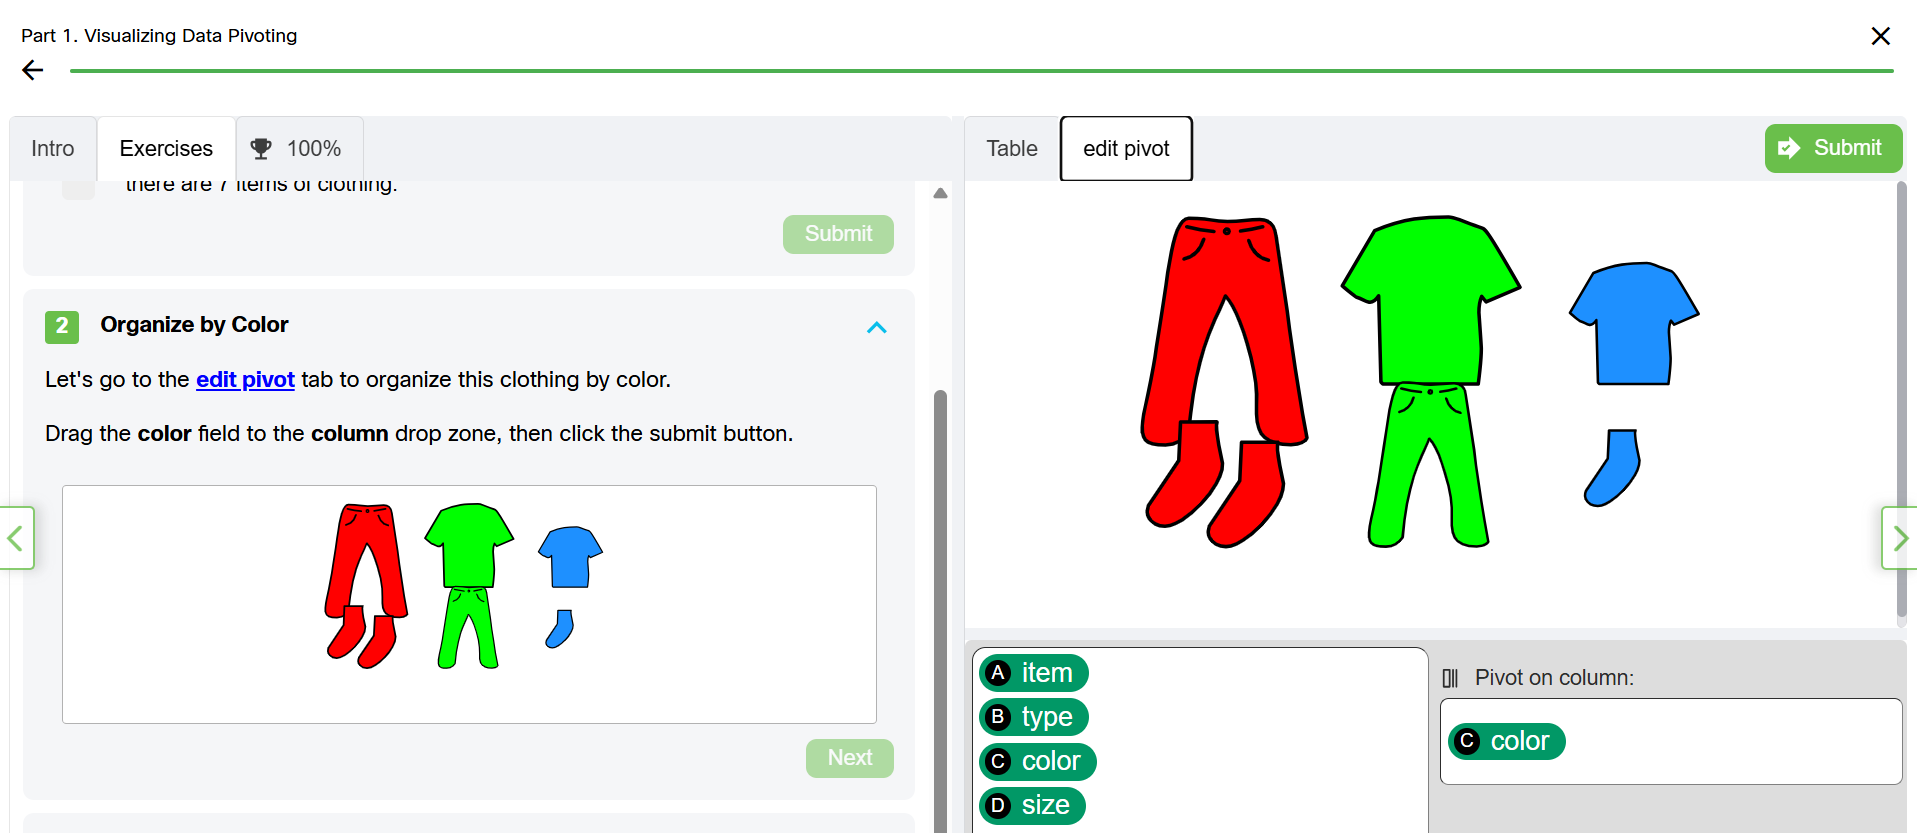 Part 1. Visualizing Data Pivoting
Intro
Exercises
100%
there are 7 items of clothing.
Submit
2
Organize by Color
Let's go to the edit pivot tab to organize this clothing by color.
Drag the color field to the column drop zone, then click the submit button.
Next
Table
edit pivot
Submit
A item
B type
C color
D size
Pivot on column:
C color